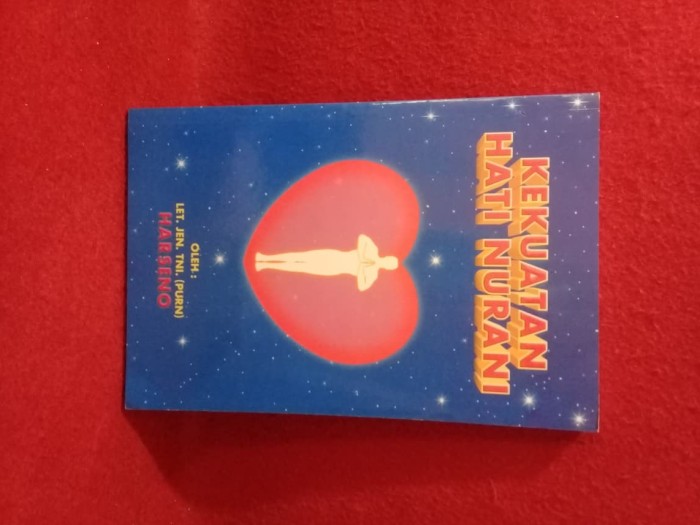 KEKUATAN
HATI NURANI
OLEH :
LET. JEN. TNI. (PURN)
HARSENO